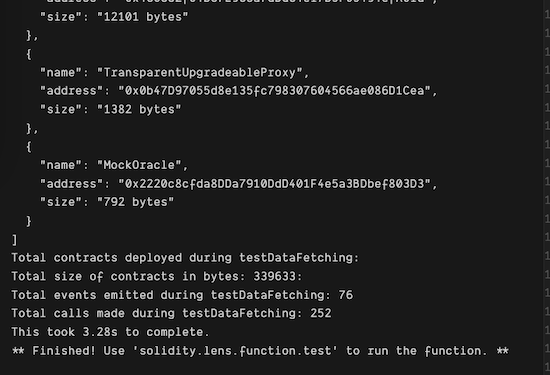 "size": "12101 bytes"
},
{
"name": "TransparentUpgradeableProxy",
"address": "0x0b47D97055d8e135fc798307604566ae086D1Cea",
"size": "1382 bytes"
},
{
"name": "MockOracle",
"address": "0x2220c8cfda8DDa7910DdD401F4e5a3BDbef803D3",
"size": "792 bytes"
}
]
Total contracts deployed during testDataFetching:
Total size of contracts in bytes: 339633:
Total events emitted during testDataFetching: 76
Total calls made during testDataFetching: 252
This took 3.28s to complete.
** Finished! Use 'solidity.lens.function.test' to run the function. **